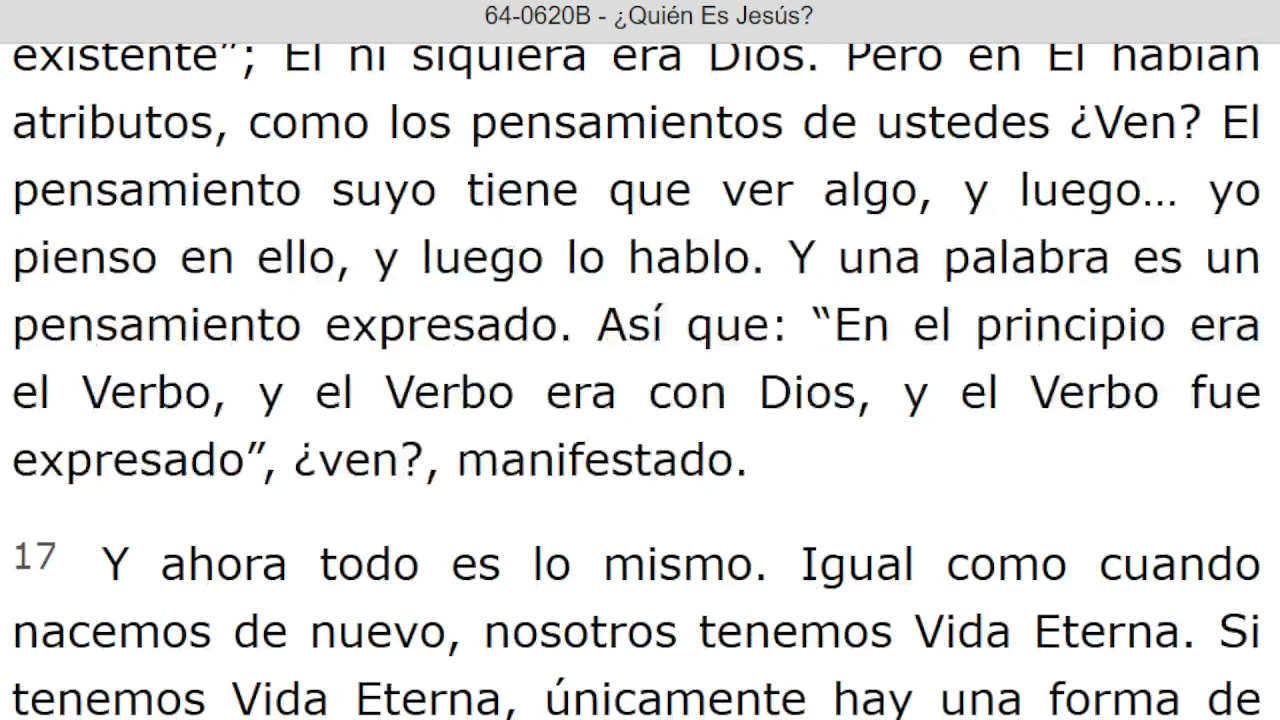 64-0620B - ¿Quién Es Jesús?
existente”; El ni siquiera era Dios. Pero en El habían
atributos, como los pensamientos de ustedes ¿Ven? El
pensamiento suyo tiene que ver algo, y luego… yo
pienso en ello, y luego lo hablo. Y una palabra es un
pensamiento expresado. Así que: “En el principio era
el Verbo, y el Verbo era con Dios, y el Verbo fue
expresado”, ¿ven?, manifestado.
17 Y ahora todo es lo mismo. Igual como cuando
nacemos de nuevo, nosotros tenemos Vida Eterna. Si
tenemos Vida Eterna, únicamente hay una forma de